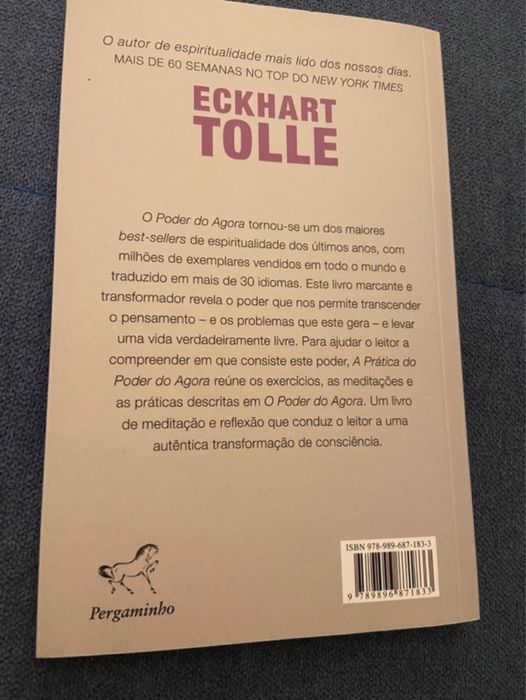 O autor de espiritualidade mais lido dos nossos dias.
MAIS DE 60 SEMANAS NO TOP DO NEW YORK TIMES
ECKHART
TOLLE
O Poder do Agora tornou-se um dos maiores
best-sellers de espiritualidade dos últimos anos, com
milhões de exemplares vendidos em todo o mundo e
traduzido em mais de 30 idiomas. Este livro marcante e
transformador revela o poder que nos permite transcender
o pensamento – e os problemas que este gera – e levar
uma vida verdadeiramente livre. Para ajudar o leitor a
compreender em que consiste este poder, A Prática do
Poder do Agora reúne os exercícios, as meditações e
as práticas descritas em O Poder do Agora. Um livro
de meditação e reflexão que conduz o leitor a uma
autêntica transformação de consciência.
ISBN 978-989-687-183-3
9 789896 871833
Pergaminho